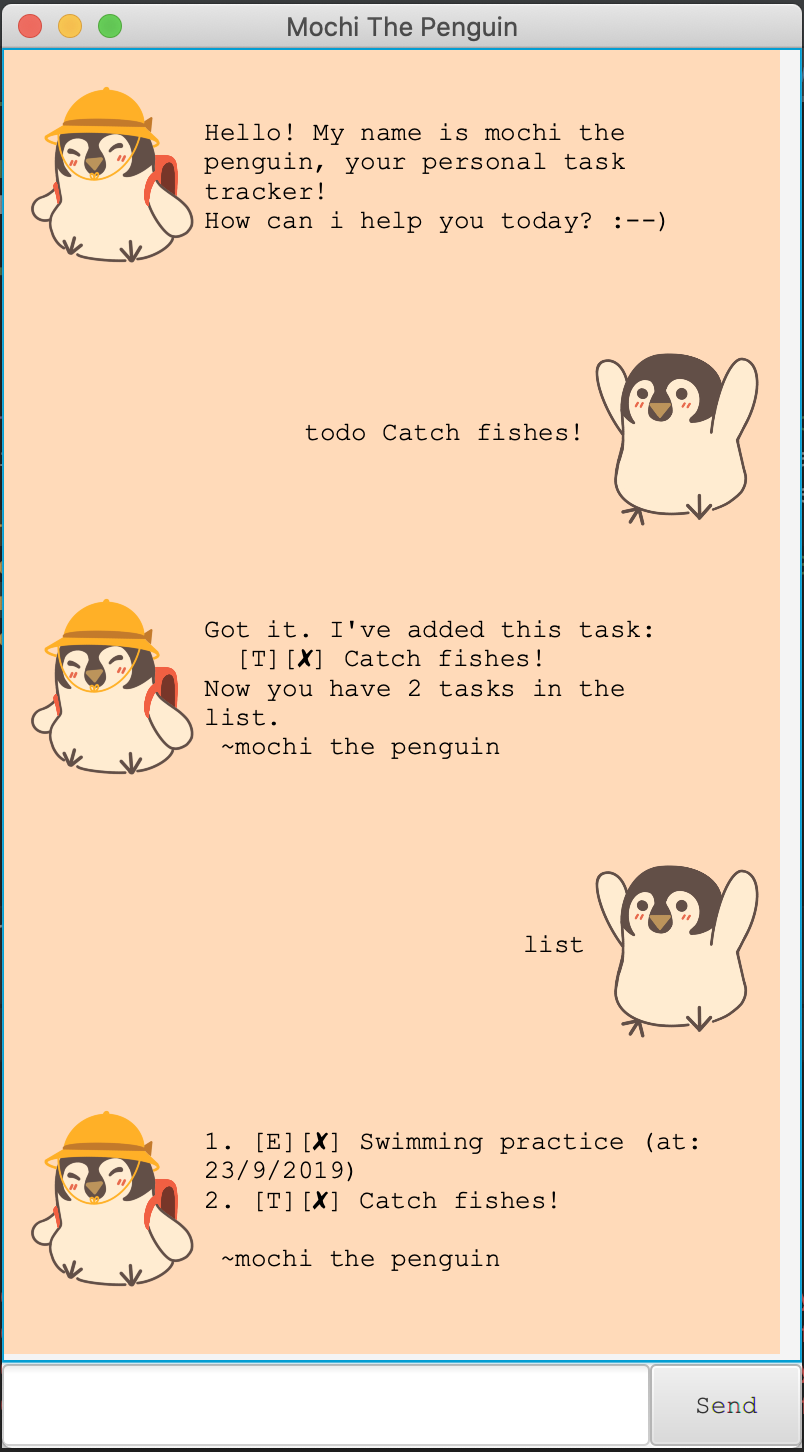 Mochi The Penguin
Hello! My name is mochi the
penguin, your personal task
tracker!
How can i help you today? :--)
todo Catch fishes!
Got it. I've added this task:
[T][✗] Catch fishes!
Now you have 2 tasks in the
list.
~mochi the penguin
list
1. [E][✗] Swimming practice (at:
23/9/2019)
2. [T][✗] Catch fishes!
~mochi the penguin
Send